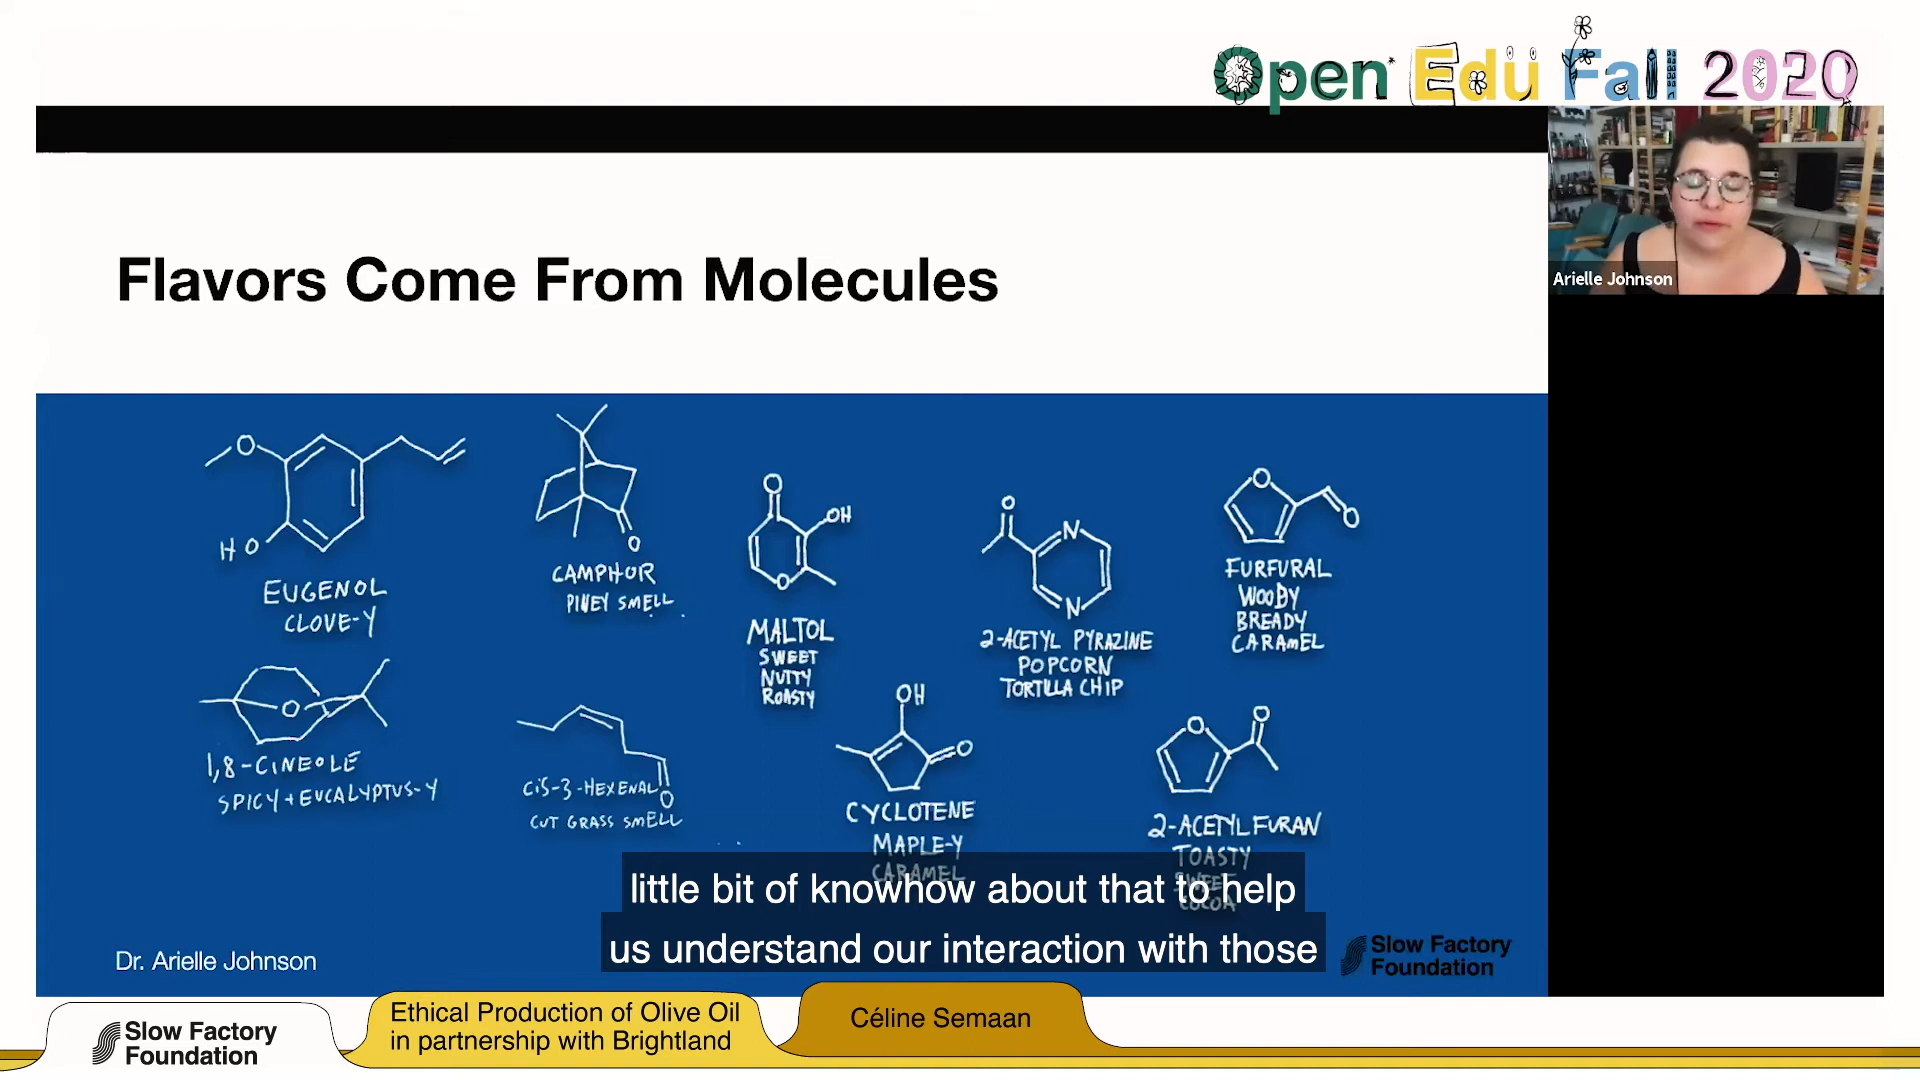 Open Edu Fall 2020
Arielle Johnson
Flavors Come From Molecules
O
HO
EUGENOL
CLOVE-Y
O
CAMPHOR
PINEY SMELL
O
OH
O
MALTOL
SWEET
NUTTY
ROASTY
O
N
N
2-ACETYL PYRAZINE
POPCORN
TORTILLA CHIP
O
O
FURFURAL
WOODY
BREADY
CARAMEL
O
1,8-CINEOLE
SPICY + EUCALYPTUS-Y
O
CIS-3-HEXENAL
CUT GRASS SMELL
OH
O
CYCLOTENE
MAPLE-Y
CARAMEL
O
O
2-ACETYLFURAN
TOASTY
SWEET
COCOA
little bit of knowhow about that to help
us understand our interaction with those
Dr. Arielle Johnson
Slow Factory
Foundation
Slow Factory
Foundation
Ethical Production of Olive Oil
in partnership with Brightland
Céline Semaan